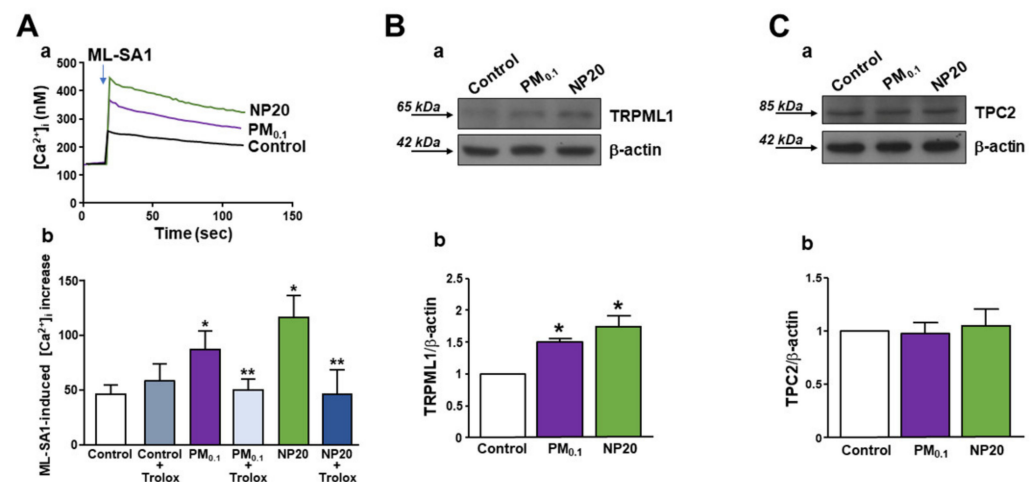 A
a
ML-SA1
500
400
300
200
100
0
[Ca²⁺]ᵢ (nM)
NP20
PM₀.₁
Control
0
50
100
150
Time (sec)
b
ML-SA1-induced [Ca²⁺]ᵢ increase
150
100
50
0
*
**
*
**
Control
Control + Trolox
PM₀.₁
PM₀.₁ + Trolox
NP20
NP20 + Trolox
B
a
Control
PM₀.₁
NP20
65 kDa
TRPML1
42 kDa
β-actin
b
TRPML1/β-actin
2.5
2
1.5
1
0.5
0
*
*
Control
PM₀.₁
NP20
C
a
Control
PM₀.₁
NP20
85 kDa
TPC2
42 kDa
β-actin
b
TPC2/β-actin
1.5
1
0.5
0
Control
PM₀.₁
NP20